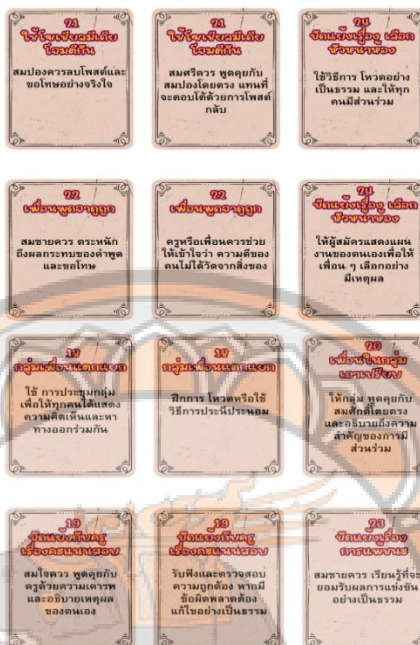 21
ใช้โซเชียลมีเดีย
โจมตีกัน
สมปองควรลบโพสต์และ
ขอโทษอย่างจริงใจ
21
ใช้โซเชียลมีเดีย
โจมตีกัน
สมศรีควร พูดคุยกับ
สมปองโดยตรง แทนที่
จะตอบโต้ด้วยการโพสต์
กลับ
24
ขัดแย้งเรื่อง เลือก
หัวหน้าห้อง
ใช้วิธีการ โหวตอย่าง
เป็นธรรม และให้ทุก
คนมีส่วนร่วม
22
เพื่อนพูดจาดูถูก
สมชายควร ตระหนัก
ถึงผลกระทบของคำพูด
และขอโทษ
22
เพื่อนพูดจาดูถูก
ครูหรือเพื่อนควรช่วย
ให้เข้าใจว่า ความดีของ
คนไม่ได้วัดจากสิ่งของ
24
ขัดแย้งเรื่อง เลือก
หัวหน้าห้อง
ให้ผู้สมัครแสดงแผน
งานของตนเองเพื่อให้
เพื่อน ๆ เลือกอย่าง
มีเหตุผล
18
กลุ่มเพื่อนแตกแยก
ใช้ การประชุมกลุ่ม
เพื่อให้ทุกคนได้แสดง
ความคิดเห็นและหา
ทางออกร่วมกัน
18
กลุ่มเพื่อนแตกแยก
ฝึกการ โหวตหรือใช้
วิธีการประนีประนอม
20
เพื่อนในกลุ่ม
เอาเปรียบ
ให้กลุ่ม พูดคุยกับ
สมศักดิ์โดยตรง
และอธิบายถึงความ
สำคัญของการมี
ส่วนร่วม
19
ขัดแย้งกับครู
เรื่องคะแนนสอบ
สมใจควร พูดคุยกับ
ครูด้วยความเคารพ
และอธิบายเหตุผล
ของตนเอง
19
ขัดแย้งกับครู
เรื่องคะแนนสอบ
รับฟังและตรวจสอบ
ความถูกต้อง หากมี
ข้อผิดพลาดต้อง
แก้ไขอย่างเป็นธรรม
23
ขัดแย้งเรื่อง
การแพ้ชนะ
สมชายควร เรียนรู้ที่จะ
ยอมรับผลการแข่งขัน
อย่างเป็นธรรม